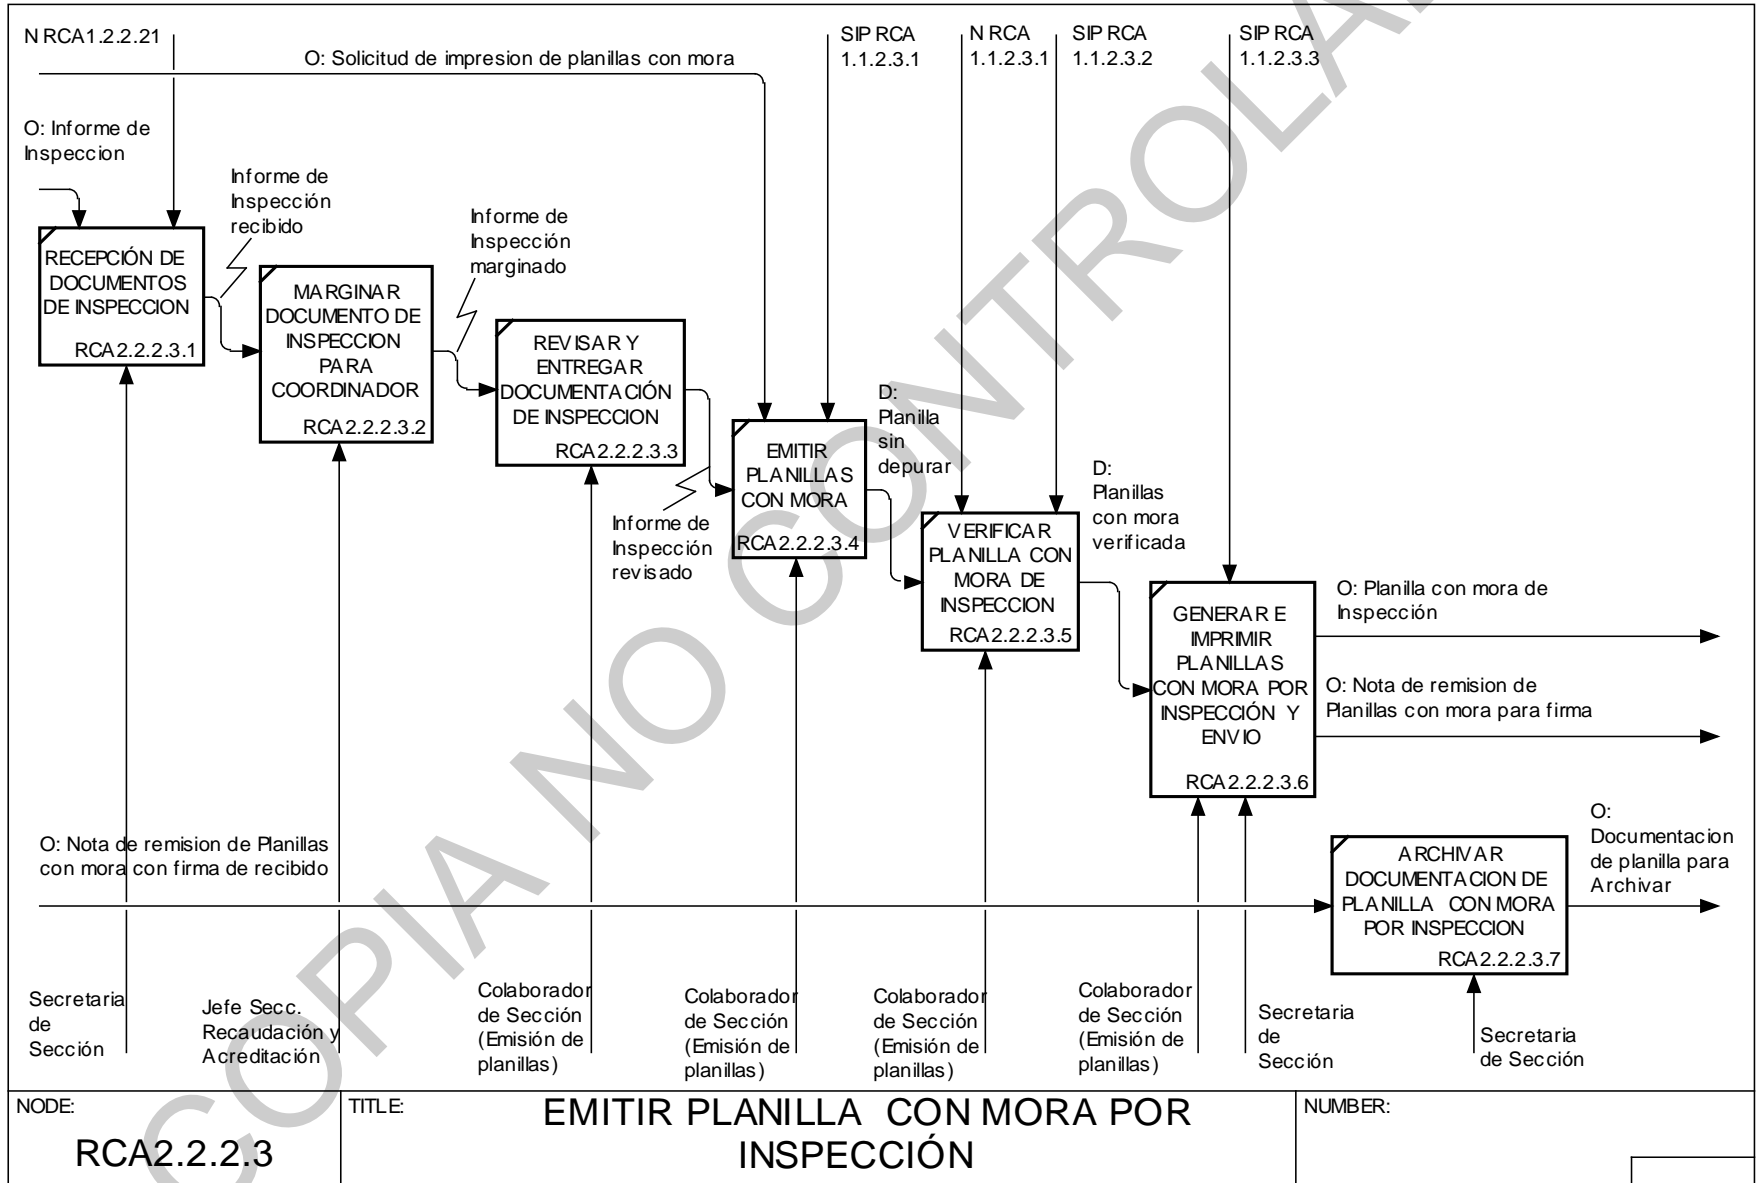 N RCA1.2.2.21
O: Solicitud de impresion de planillas con mora
SIP RCA
1.1.2.3.1
N RCA
1.1.2.3.1
SIP RCA
1.1.2.3.2
SIP RCA
1.1.2.3.3
O: Informe de
Inspeccion
Informe de
Inspección
recibido
Informe de
Inspección
marginado
RECEPCIÓN DE
DOCUMENTOS
DE INSPECCION
RCA2.2.2.3.1
MARGINAR
DOCUMENTO DE
INSPECCION
PARA
COORDINADOR
RCA2.2.2.3.2
REVISAR Y
ENTREGAR
DOCUMENTACIÓN
DE INSPECCION
RCA2.2.2.3.3
Informe de
Inspección
revisado
EMITIR
PLANILLAS
CON MORA
RCA2.2.2.3.4
D:
Planilla
sin
depurar
VERIFICAR
PLANILLA CON
MORA DE
INSPECCION
RCA2.2.2.3.5
D:
Planillas
con mora
verificada
GENERAR E
IMPRIMIR
PLANILLAS
CON MORA POR
INSPECCIÓN Y
ENVIO
RCA2.2.2.3.6
O: Planilla con mora de
Inspección
O: Nota de remision de
Planillas con mora para firma
O: Nota de remision de Planillas
con mora con firma de recibido
ARCHIVAR
DOCUMENTACION DE
PLANILLA CON MORA
POR INSPECCION
RCA2.2.2.3.7
O:
Documentacion
de planilla para
Archivar
Secretaria
de
Sección
Jefe Secc.
Recaudación y
Acreditación
Colaborador
de Sección
(Emisión de
planillas)
Colaborador
de Sección
(Emisión de
planillas)
Colaborador
de Sección
(Emisión de
planillas)
Colaborador
de Sección
(Emisión de
planillas)
Secretaria
de
Sección
Secretaria
de Sección
NODE:
RCA2.2.2.3
TITLE:
EMITIR PLANILLA CON MORA POR
INSPECCIÓN
NUMBER:
COPIA NO CONTROLA